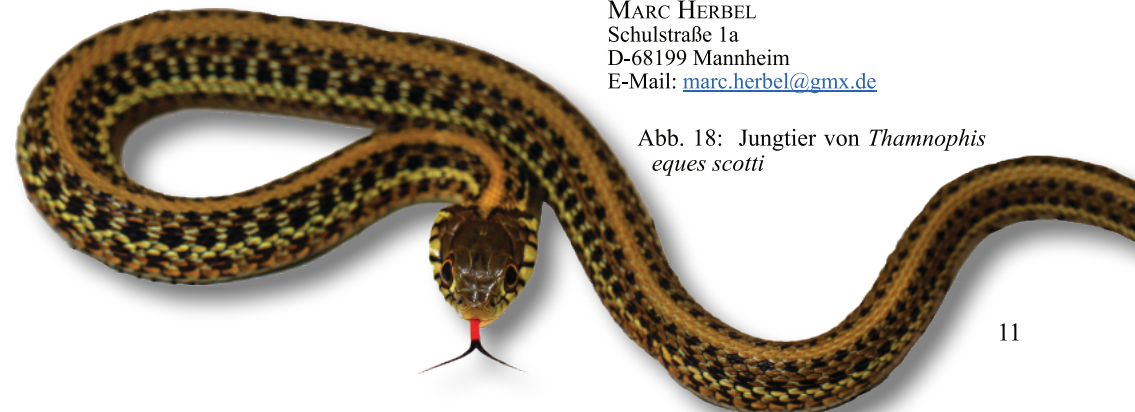 MARC HERBEL
Schulstraße 1a
D-68199 Mannheim
E-Mail: marc.herbel@gmx.de
Abb. 18: Jungtier von Thamnophis
eques scotti
11